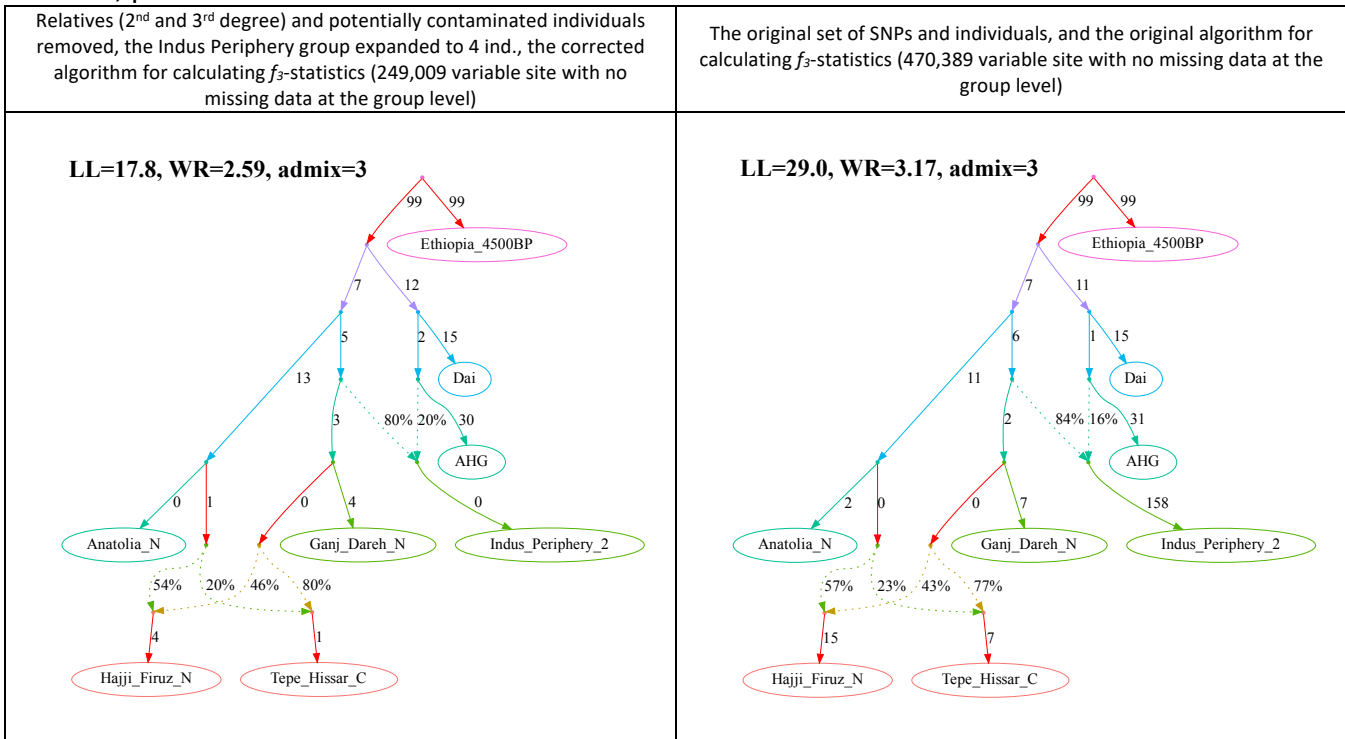 Relatives (2nd and 3rd degree) and potentially contaminated individuals
removed, the Indus Periphery group expanded to 4 ind., the corrected
algorithm for calculating f3-statistics (249,009 variable site with no
missing data at the group level)
The original set of SNPs and individuals, and the original algorithm for
calculating f3-statistics (470,389 variable site with no missing data at the
group level)
LL=17.8, WR=2.59, admix=3
99 99
Ethiopia_4500BP
7 12
5 2 15
Dai
13
3 80% 20% 30
AHG
0 1 0 4 0
Anatolia_N Ganj_Dareh_N Indus_Periphery_2
54% 20% 46% 80%
4 1
Hajji_Firuz_N Tepe_Hissar_C
LL=29.0, WR=3.17, admix=3
99 99
Ethiopia_4500BP
7 11
6 1 15
Dai
11
2 84% 16% 31
AHG
2 0 0 7 158
Anatolia_N Ganj_Dareh_N Indus_Periphery_2
57% 23% 43% 77%
15 7
Hajji_Firuz_N Tepe_Hissar_C